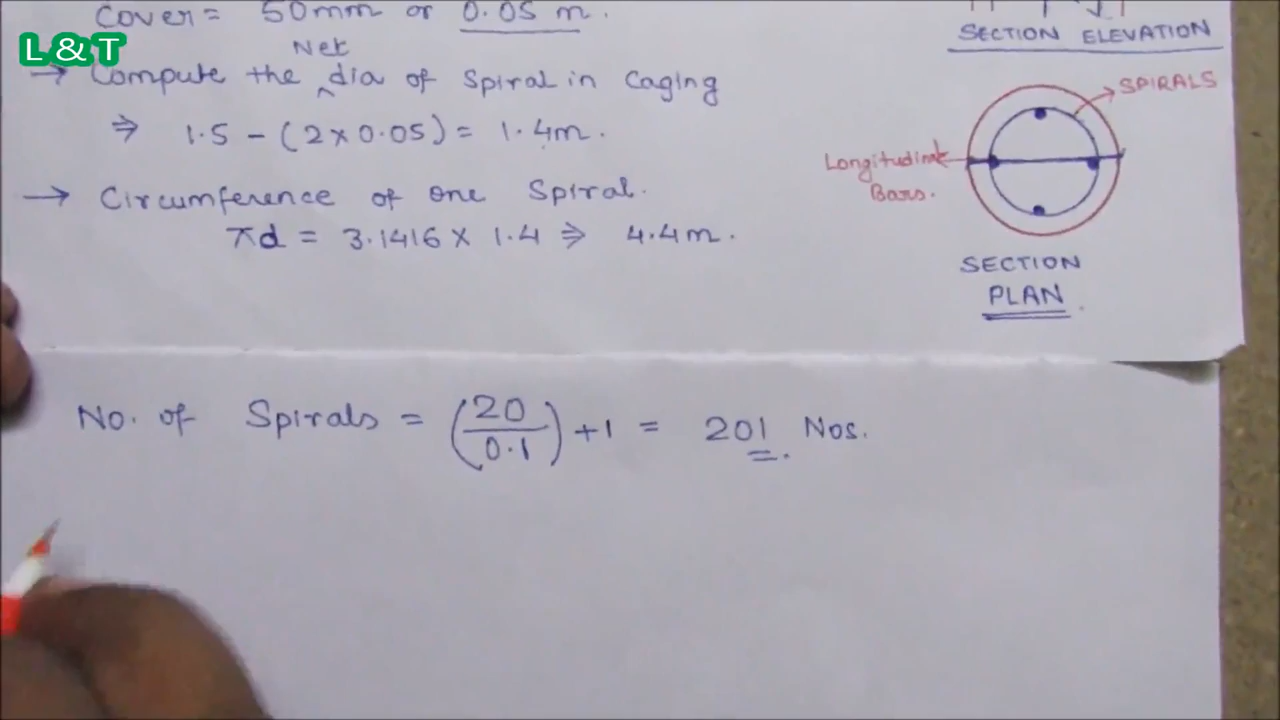 Cover = 50mm or 0.05 m.
L & T
Net
→ Compute the ‸ dia of Spiral in Caging
⇒ 1.5 - (2 x 0.05) = 1.4m.
→ Circumference of one Spiral.
πd = 3.1416 x 1.4 ⇒ 4.4m.
SECTION ELEVATION
SPIRALS
Longitudinal
Bars.
SECTION
PLAN.
No. of Spirals = (20/0.1) +1 = 201 Nos.